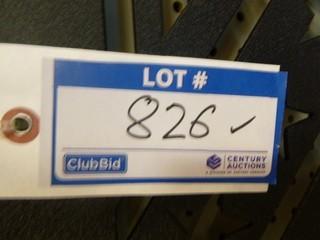 LOT #
826 ✓
ClubBid
CENTURY
AUCTIONS